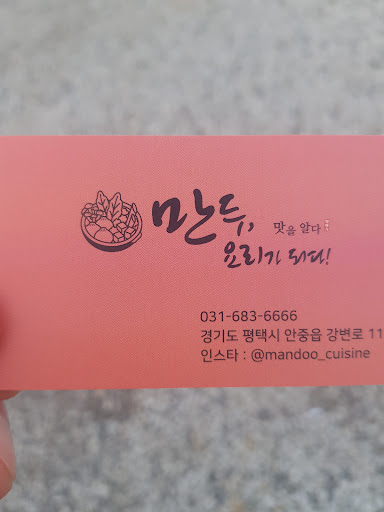 만두,
맛을 알다
요리가 되다!
031-683-6666
경기도 평택시 안중읍 강변로 11
인스타 : @mandoo_cuisine